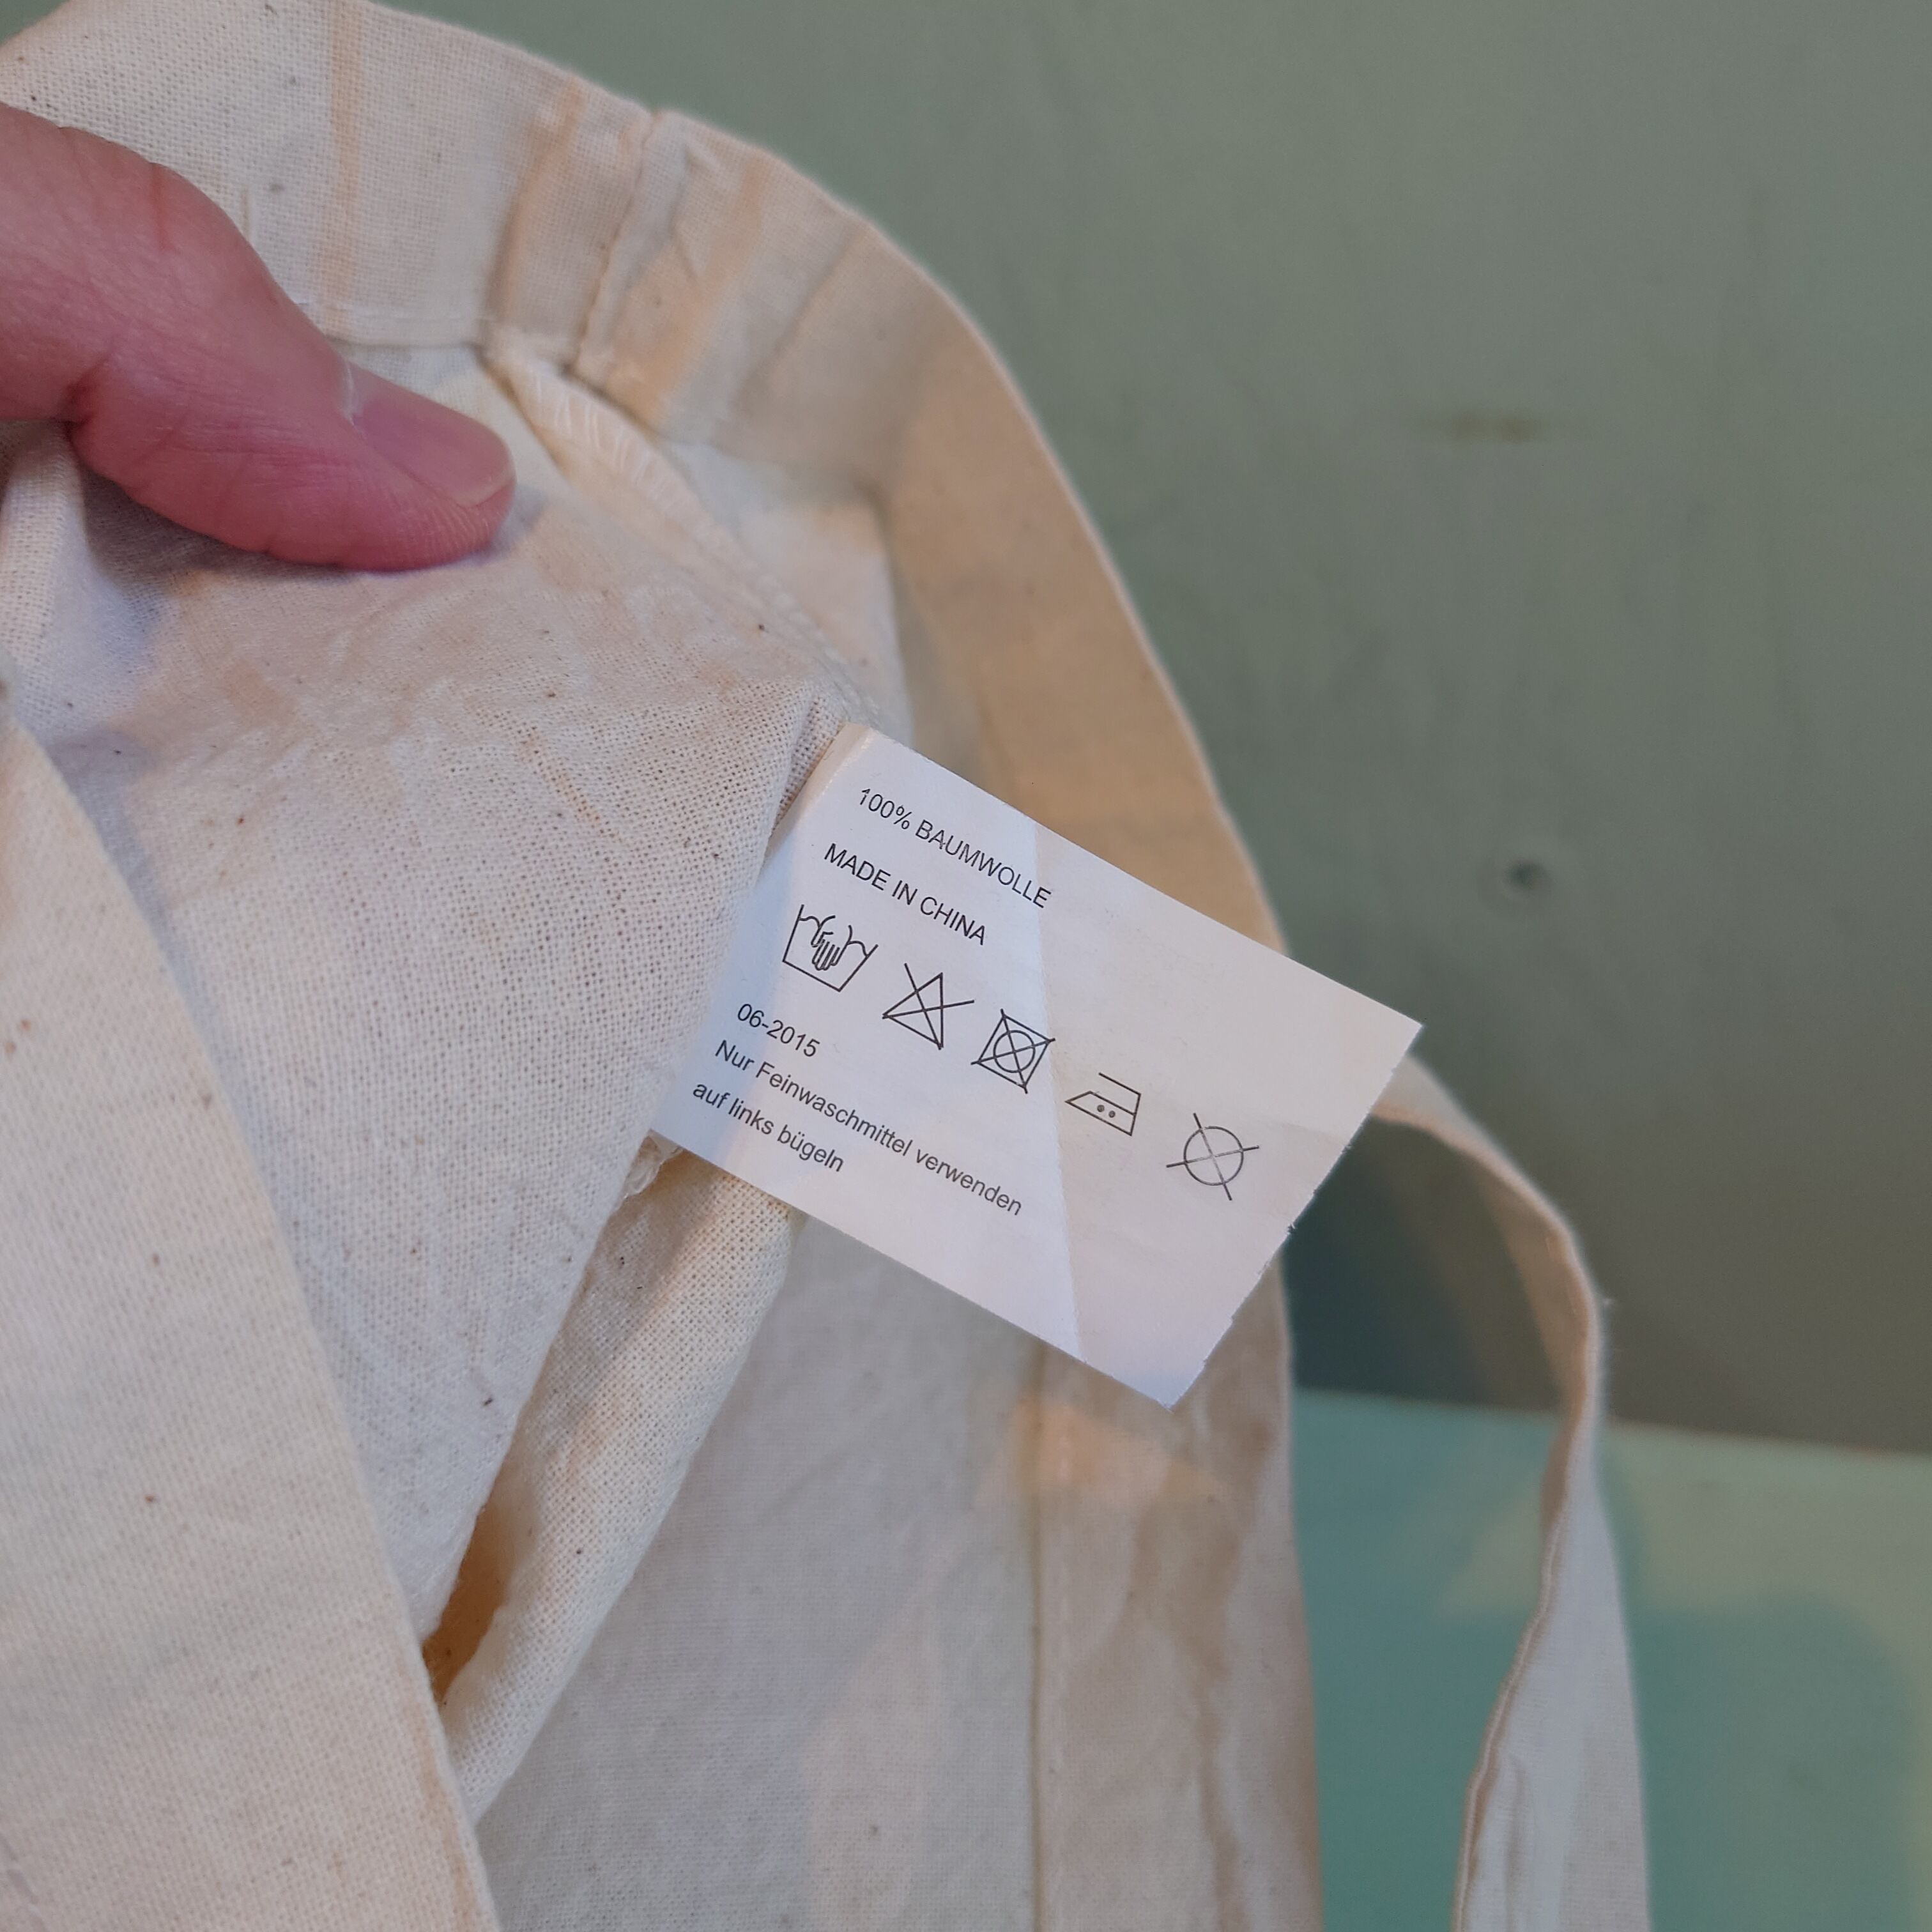 100% BAUMWOLLE
MADE IN CHINA
06-2015
Nur Feinwaschmittel verwenden
auf links bügeln